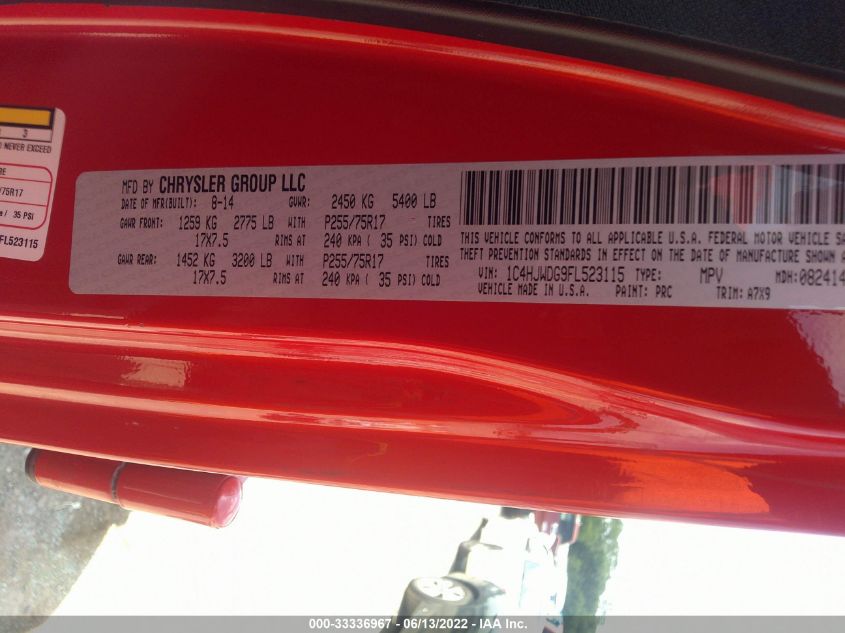 3
NEVER EXCEED
RE
/75R17
/ 35 PSI
FL523115
MFD BY CHRYSLER GROUP LLC
DATE OF MFR(BUILT): 8-14 GVWR: 2450 KG 5400 LB
GAWR FRONT: 1259 KG 2775 LB WITH P255/75R17 TIRES
17X7.5 RIMS AT 240 KPA ( 35 PSI) COLD
GAWR REAR: 1452 KG 3200 LB WITH P255/75R17 TIRES
17X7.5 RIMS AT 240 KPA ( 35 PSI) COLD
THIS VEHICLE CONFORMS TO ALL APPLICABLE U.S.A. FEDERAL MOTOR VEHICLE SA
THEFT PREVENTION STANDARDS IN EFFECT ON THE DATE OF MANUFACTURE SHOW
VIN: 1C4HJWDG9FL523115 TYPE: MPV MDH:082414
VEHICLE MADE IN U.S.A. PAINT: PRC TRIM: A7X9
000-33336967 - 06/13/2022 - IAA Inc.